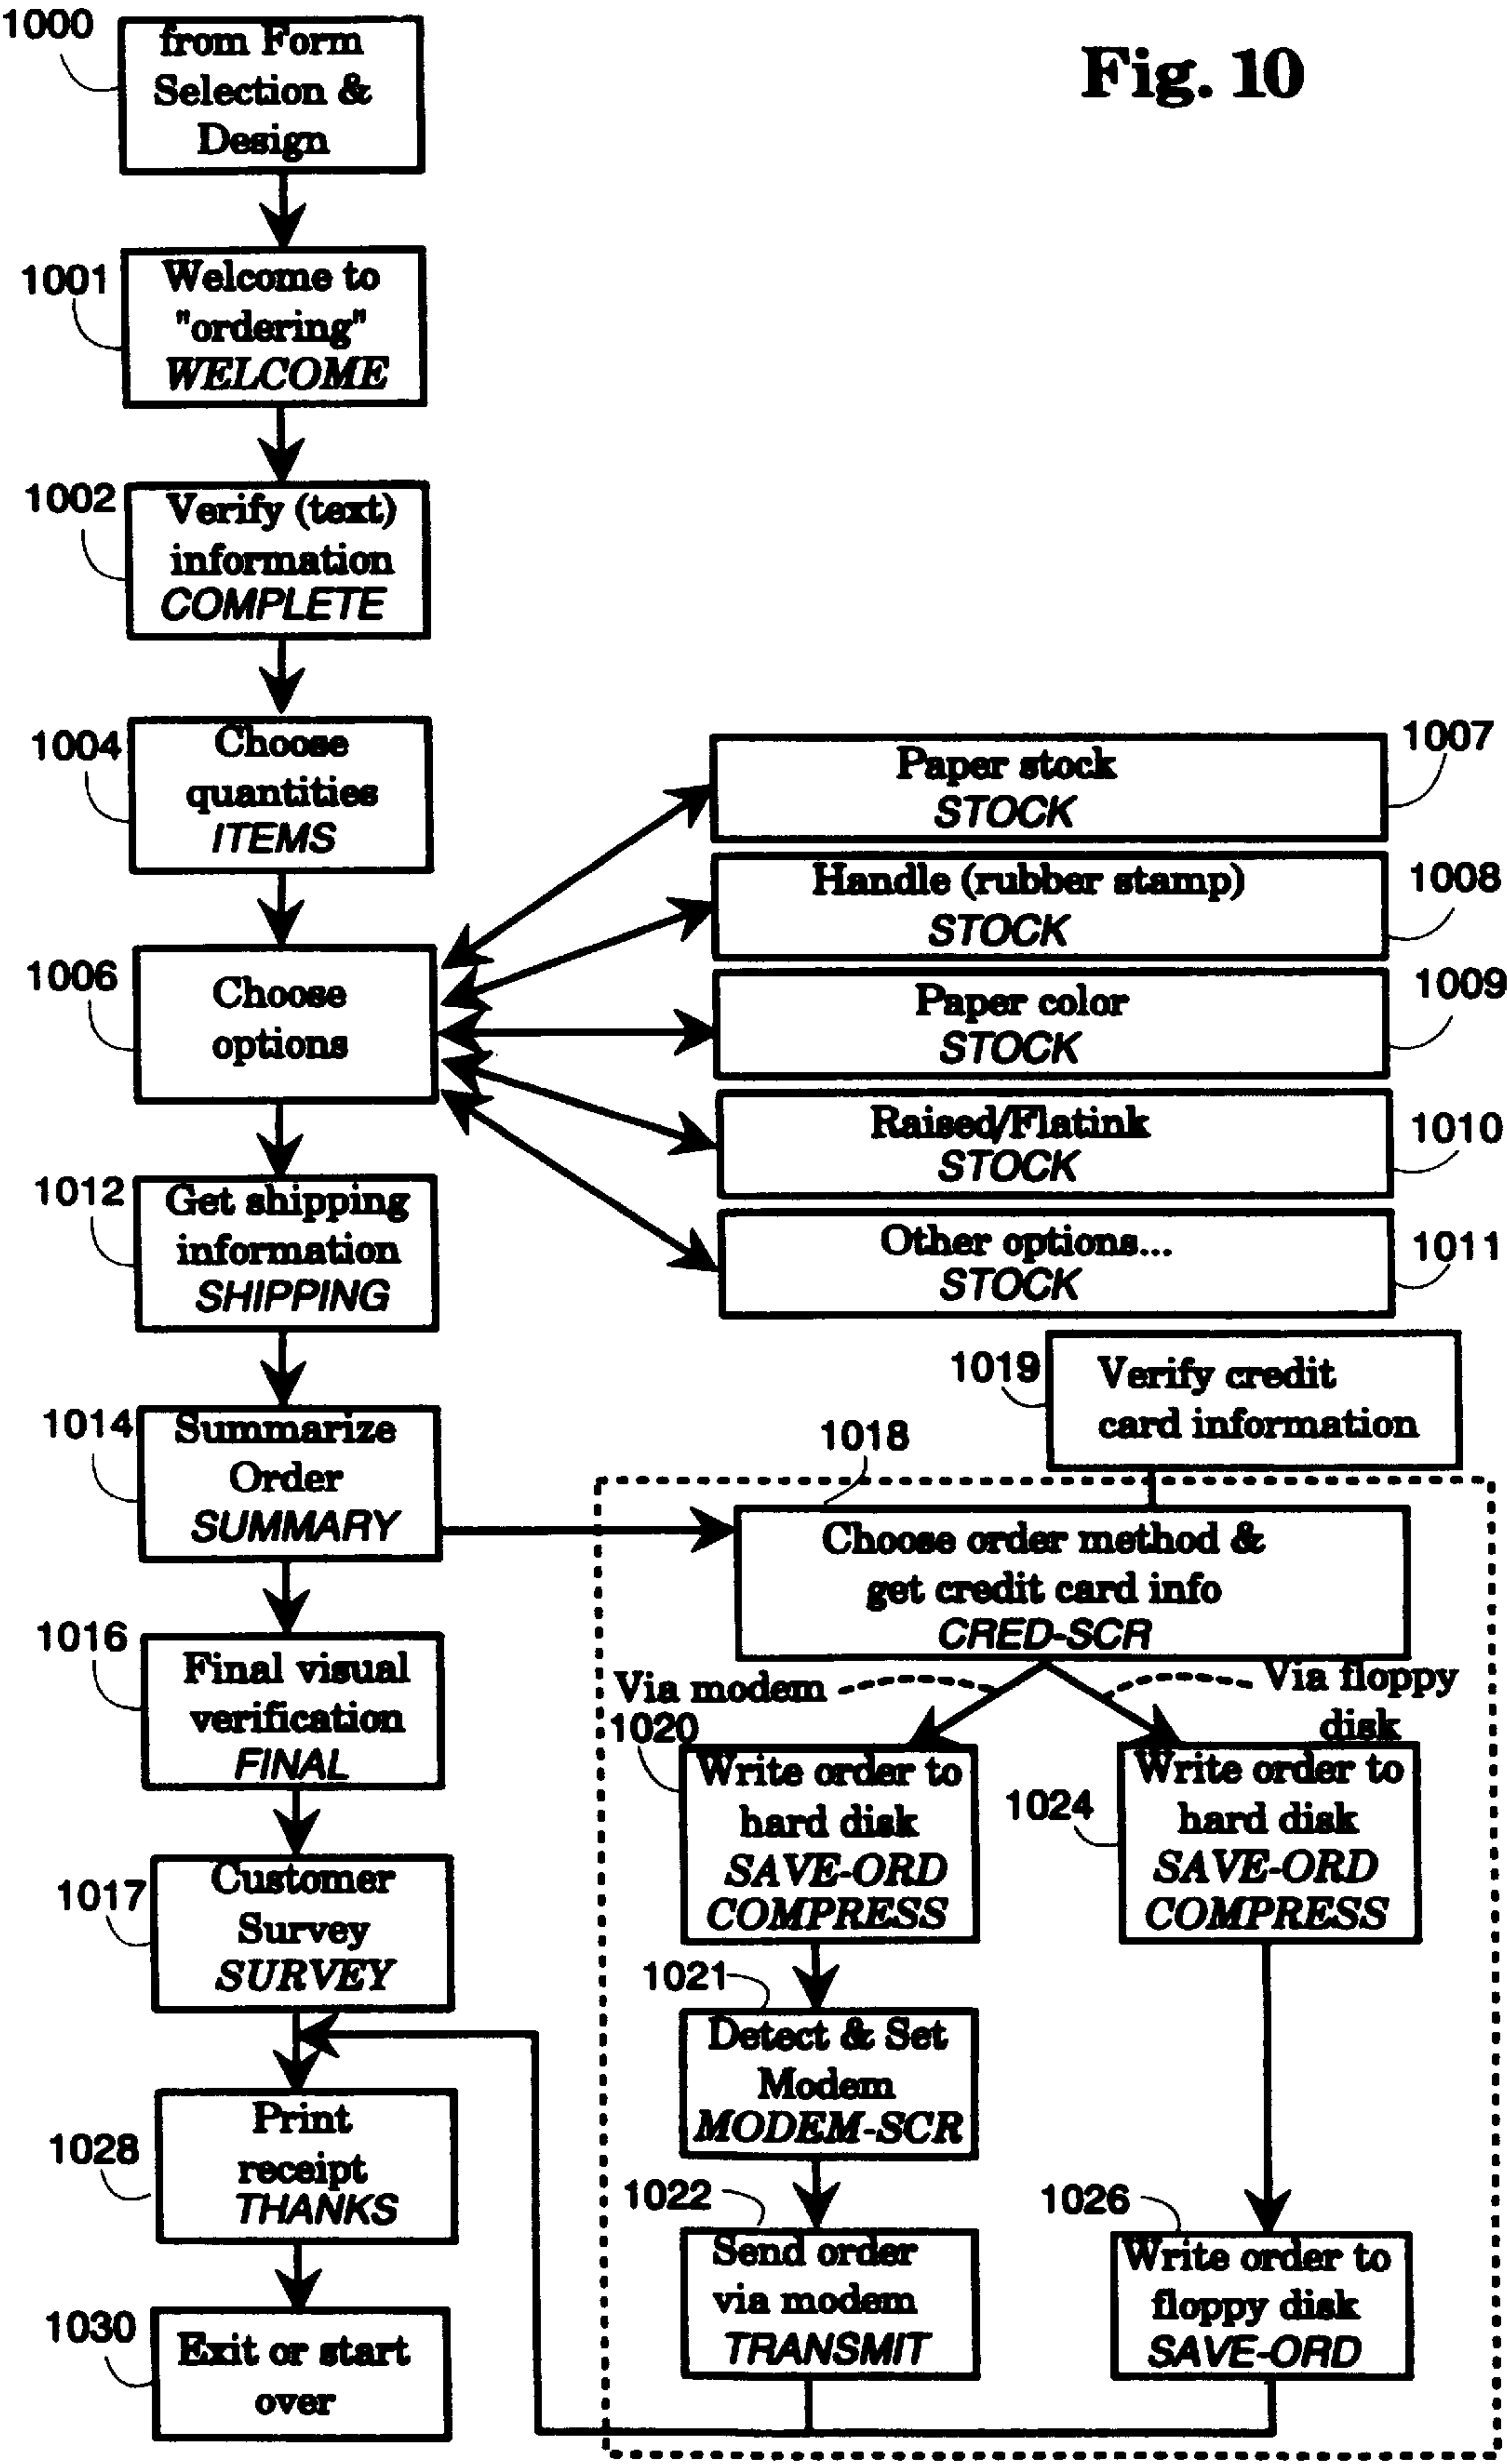 Fig. 10
1000
from Form
Selection &
Design
1001
Welcome to
"ordering"
WELCOME
1002
Verify (text)
information
COMPLETE
1004
Choose
quantities
ITEMS
1006
Choose
options
1007
Paper stock
STOCK
1008
Handle (rubber stamp)
STOCK
1009
Paper color
STOCK
1010
Raised/Flatink
STOCK
1011
Other options...
STOCK
1012
Get shipping
information
SHIPPING
1014
Summarize
Order
SUMMARY
1019
Verify credit
card information
1018
Choose order method &
get credit card info
CRED-SCR
1016
Final visual
verification
FINAL
Via modem
Via floppy
disk
1020
Write order to
hard disk
SAVE-ORD
COMPRESS
1024
Write order to
hard disk
SAVE-ORD
COMPRESS
1017
Customer
Survey
SURVEY
1021
Detect & Set
Modem
MODEM-SCR
1028
Print
receipt
THANKS
1022
Send order
via modem
TRANSMIT
1026
Write order to
floppy disk
SAVE-ORD
1030
Exit or start
over